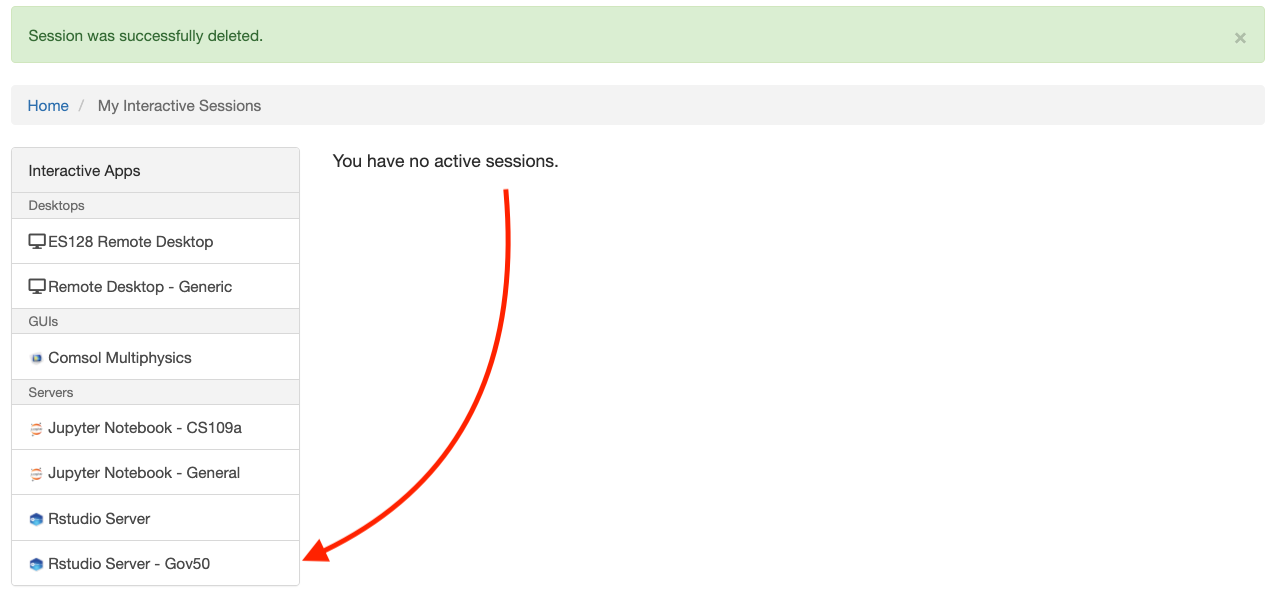 Session was successfully deleted.
×
Home / My Interactive Sessions
Interactive Apps
Desktops
ES128 Remote Desktop
Remote Desktop - Generic
GUIs
Comsol Multiphysics
Servers
Jupyter Notebook - CS109a
Jupyter Notebook - General
Rstudio Server
Rstudio Server - Gov50
You have no active sessions.